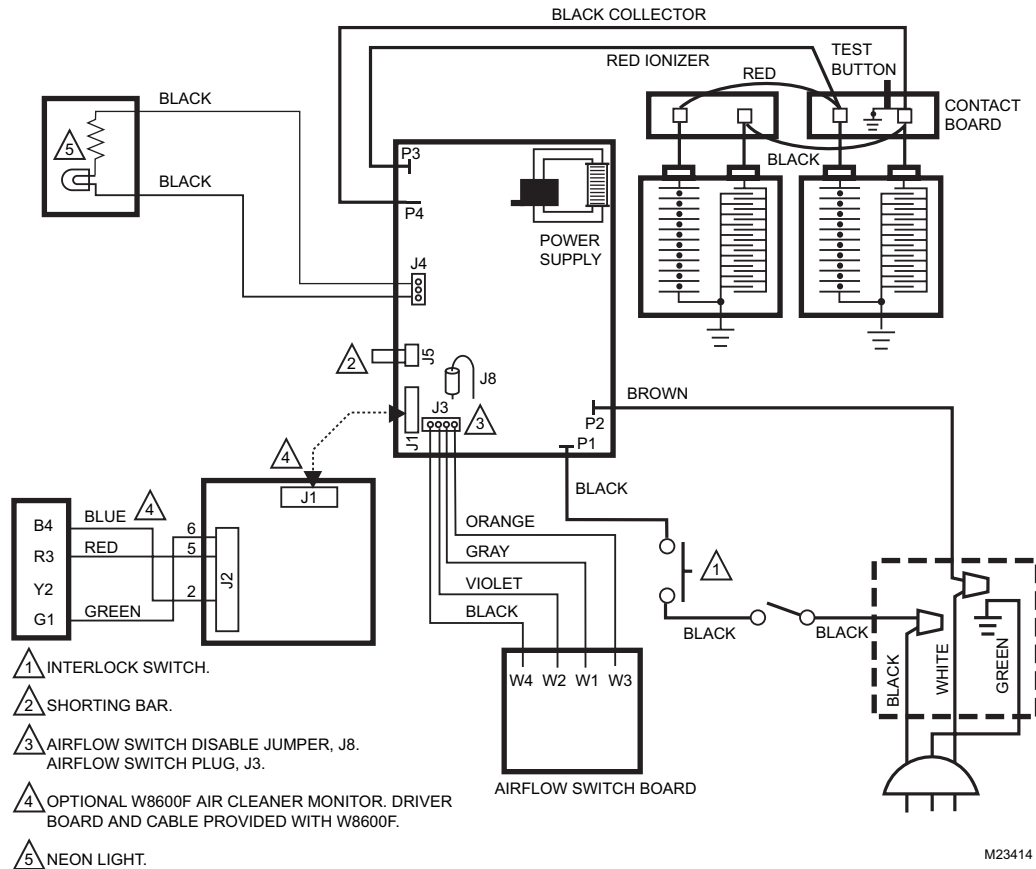 BLACK COLLECTOR
RED IONIZER
TEST
BUTTON
RED
CONTACT
BOARD
BLACK
BLACK
5
BLACK
P3
P4
POWER
SUPPLY
J4
2
J5
J8
J3
3
J1
P2
P1
BROWN
4
BLACK
J1
B4
R3
Y2
G1
BLUE
4
RED
GREEN
6
5
2
J2
ORANGE
GRAY
VIOLET
BLACK
1
BLACK
BLACK
BLACK
WHITE
GREEN
W4 W2 W1 W3
AIRFLOW SWITCH BOARD
1 INTERLOCK SWITCH.
2 SHORTING BAR.
3 AIRFLOW SWITCH DISABLE JUMPER, J8.
AIRFLOW SWITCH PLUG, J3.
4 OPTIONAL W8600F AIR CLEANER MONITOR. DRIVER
BOARD AND CABLE PROVIDED WITH W8600F.
5 NEON LIGHT.
M23414